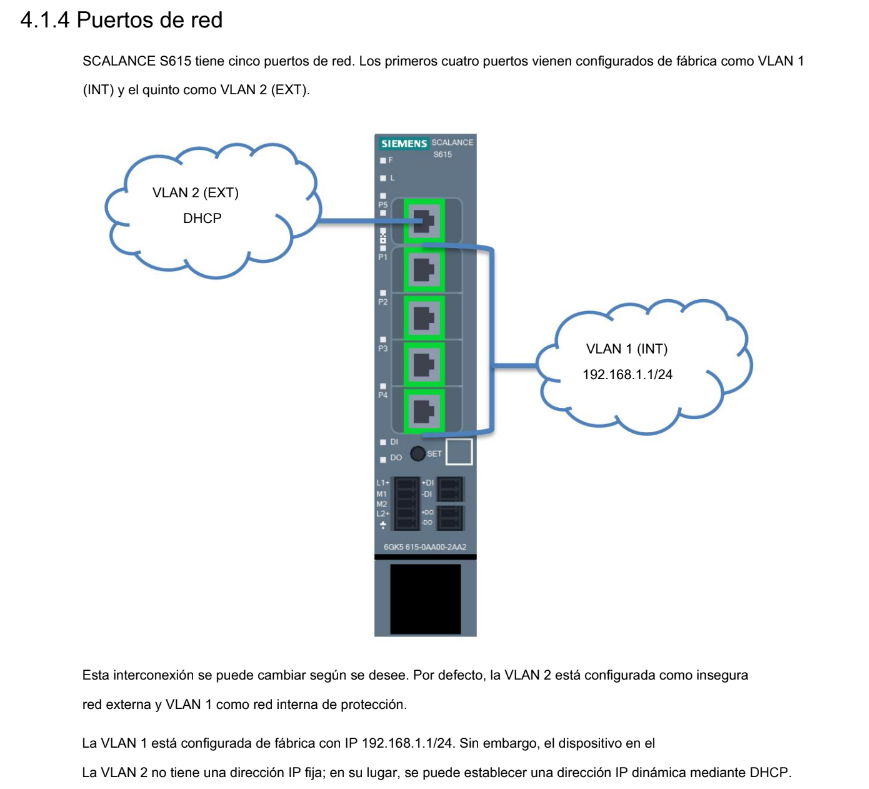 4.1.4 Puertos de red
SCALANCE S615 tiene cinco puertos de red. Los primeros cuatro puertos vienen configurados de fábrica como VLAN 1
(INT) y el quinto como VLAN 2 (EXT).
SIEMENS SCALANCE
S615
F
L
VLAN 2 (EXT)
DHCP
P5
P1
P2
P3
VLAN 1 (INT)
192.168.1.1/24
P4
DI
DO
SET
L1+
M1
M2
L2+
+DI
-DI
+DO
-DO
6GK5 615-0AA00-2AA2
Esta interconexión se puede cambiar según se desee. Por defecto, la VLAN 2 está configurada como insegura
red externa y VLAN 1 como red interna de protección.
La VLAN 1 está configurada de fábrica con IP 192.168.1.1/24. Sin embargo, el dispositivo en el
La VLAN 2 no tiene una dirección IP fija; en su lugar, se puede establecer una dirección IP dinámica mediante DHCP.